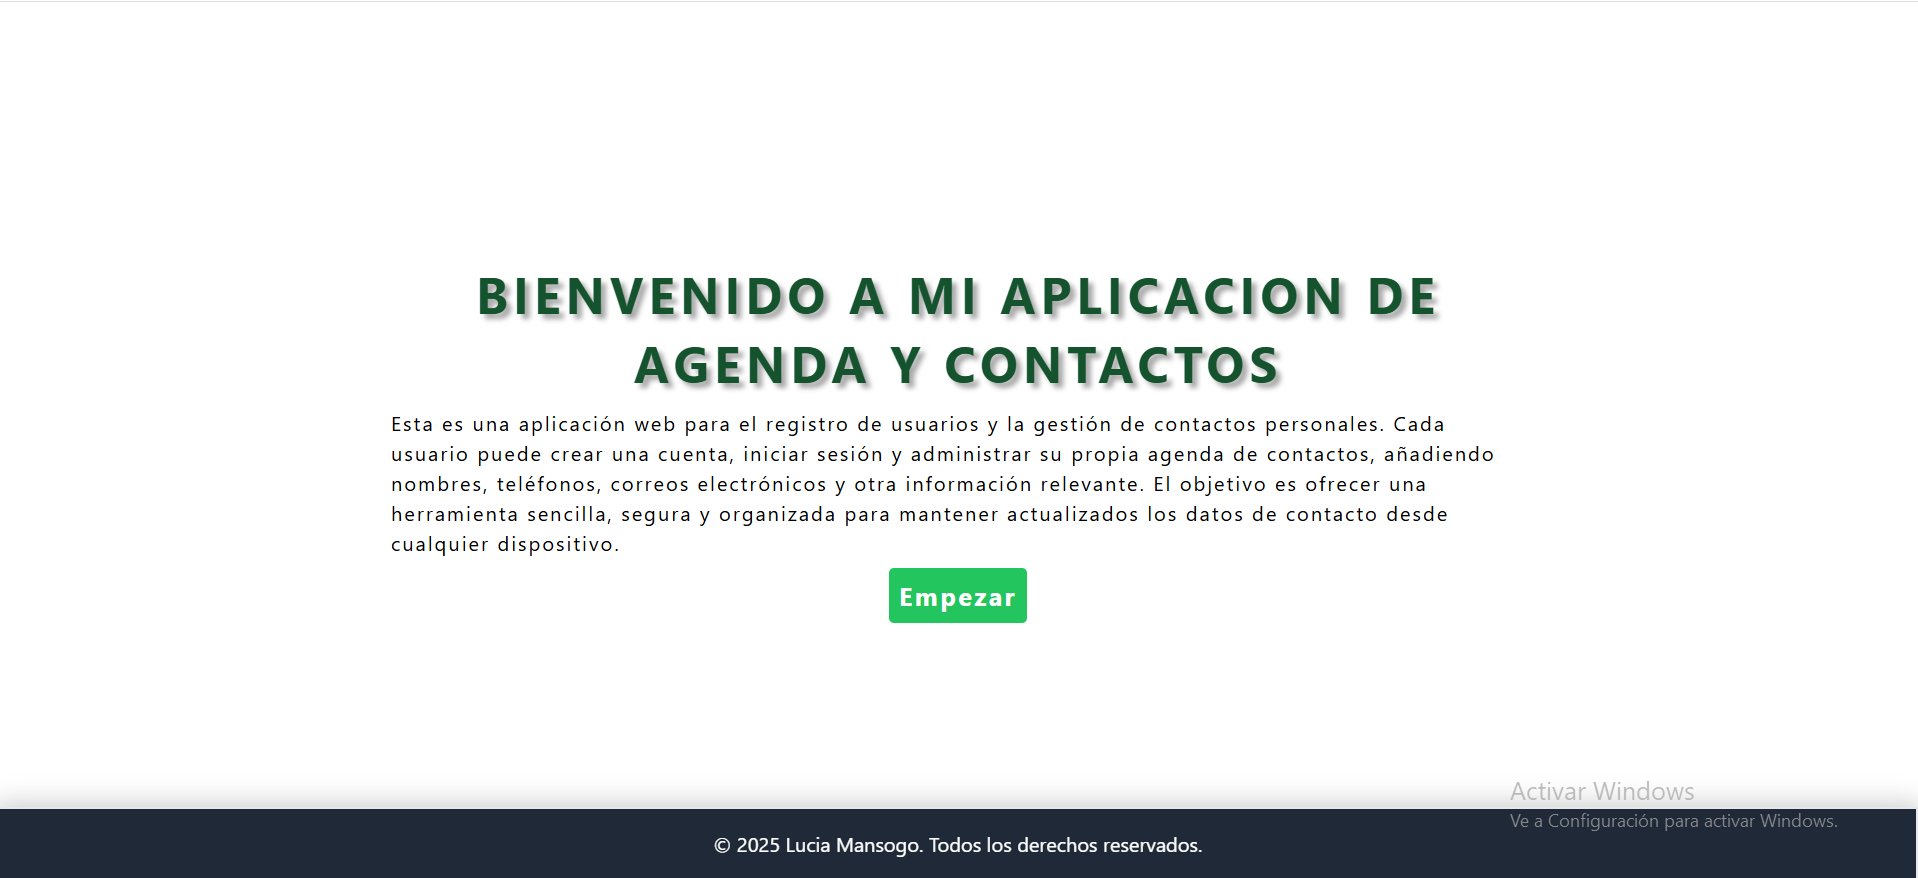 BIENVENIDO A MI APLICACION DE
AGENDA Y CONTACTOS
Esta es una aplicación web para el registro de usuarios y la gestión de contactos personales. Cada
usuario puede crear una cuenta, iniciar sesión y administrar su propia agenda de contactos, añadiendo
nombres, teléfonos, correos electrónicos y otra información relevante. El objetivo es ofrecer una
herramienta sencilla, segura y organizada para mantener actualizados los datos de contacto desde
cualquier dispositivo.
Empezar
Activar Windows
Ve a Configuración para activar Windows.
© 2025 Lucia Mansogo. Todos los derechos reservados.